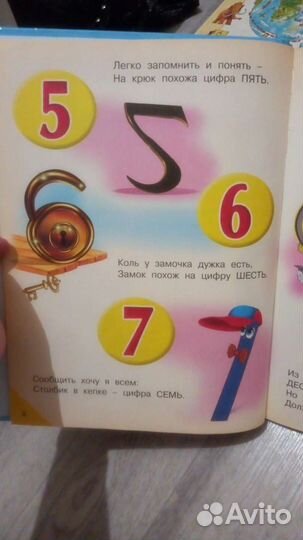 Легко запомнить и понять –
На крюк похожа цифра ПЯТЬ.
5
6
Коль у замочка дужка есть,
Замок похож на цифру ШЕСТЬ.
7
Сообщить хочу я всем:
Столбик в кепке – цифра СЕМЬ.
Из
ДЕС
Но
Дол
Avito